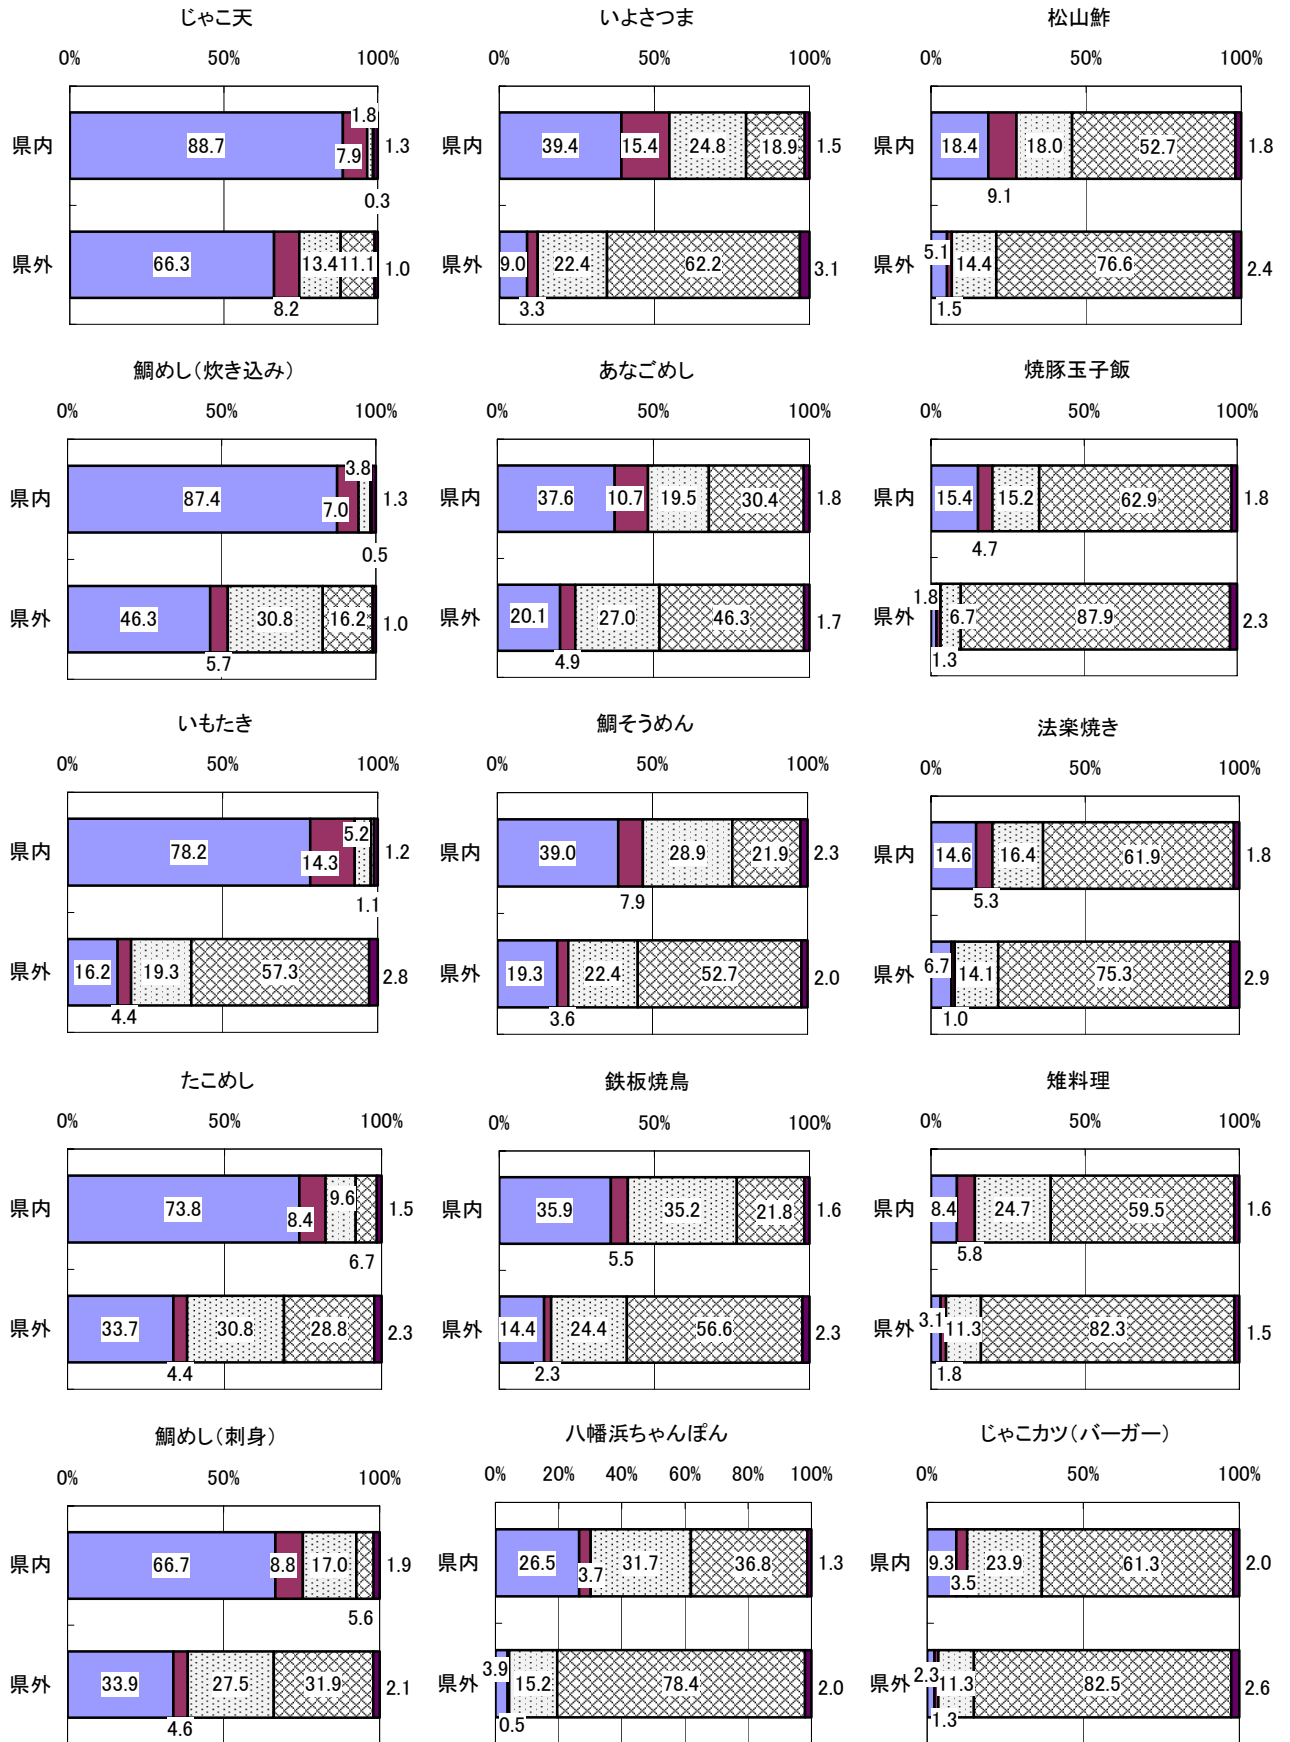 じゃこ天
0% 50% 100%
県内 88.7 7.9 1.8 0.3 1.3
県外 66.3 8.2 13.4 11.1 1.0
いよさつま
0% 50% 100%
県内 39.4 15.4 24.8 18.9 1.5
県外 9.0 3.3 22.4 62.2 3.1
松山鮓
0% 50% 100%
県内 18.4 9.1 18.0 52.7 1.8
県外 5.1 1.5 14.4 76.6 2.4
鯛めし（炊き込み）
0% 50% 100%
県内 87.4 7.0 3.8 0.5 1.3
県外 46.3 5.7 30.8 16.2 1.0
あなごめし
0% 50% 100%
県内 37.6 10.7 19.5 30.4 1.8
県外 20.1 4.9 27.0 46.3 1.7
焼豚玉子飯
0% 50% 100%
県内 15.4 4.7 15.2 62.9 1.8
県外 1.8 1.3 6.7 87.9 2.3
いもたき
0% 50% 100%
県内 78.2 14.3 5.2 1.1 1.2
県外 16.2 4.4 19.3 57.3 2.8
鯛そうめん
0% 50% 100%
県内 39.0 7.9 28.9 21.9 2.3
県外 19.3 3.6 22.4 52.7 2.0
法楽焼き
0% 50% 100%
県内 14.6 5.3 16.4 61.9 1.8
県外 6.7 1.0 14.1 75.3 2.9
たこめし
0% 50% 100%
県内 73.8 8.4 9.6 6.7 1.5
県外 33.7 4.4 30.8 28.8 2.3
鉄板焼鳥
0% 50% 100%
県内 35.9 5.5 35.2 21.8 1.6
県外 14.4 2.3 24.4 56.6 2.3
雉料理
0% 50% 100%
県内 8.4 5.8 24.7 59.5 1.6
県外 3.1 1.8 11.3 82.3 1.5
鯛めし（刺身）
0% 50% 100%
県内 66.7 8.8 17.0 5.6 1.9
県外 33.9 4.6 27.5 31.9 2.1
八幡浜ちゃんぽん
0% 20% 40% 60% 80% 100%
県内 26.5 3.7 31.7 36.8 1.3
県外 3.9 0.5 15.2 78.4 2.0
じゃこカツ（バーガー）
0% 50% 100%
県内 9.3 3.5 23.9 61.3 2.0
県外 2.3 1.3 11.3 82.5 2.6